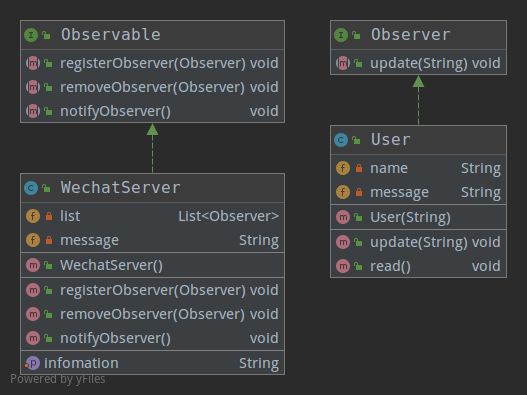 Observable
registerObserver(Observer) void
removeObserver(Observer) void
notifyObserver() void
Observer
update(String) void
WechatServer
list List<Observer>
message String
WechatServer()
registerObserver(Observer) void
removeObserver(Observer) void
notifyObserver() void
infomation String
User
name String
message String
User(String)
update(String) void
read() void
Powered by yFiles